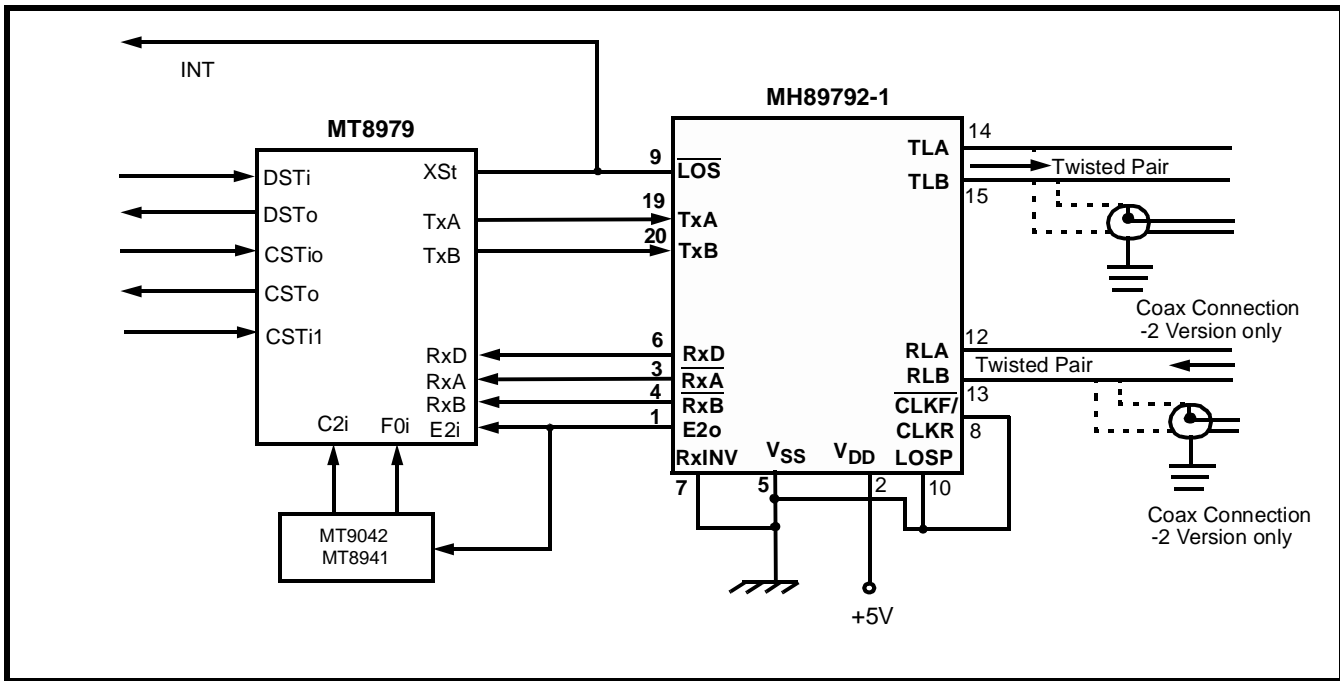 INT
MH89792-1
MT8979
14
TLA
Twisted Pair
TLB
15
DSTi
XSt
9
LOS
DSTo
TxA
19
TxA
CSTio
TxB
20
TxB
CSTo
CSTi1
Coax Connection
-2 Version only
12
RLA
Twisted Pair
RLB
13
RxD
6
RxD
RxA
3
RxA
RxB
4
RxB
CLKF/
CLKR
8
C2i
F0i
E2i
1
E2o
RxINV
VSS
VDD
LOSP
7
5
2
10
MT9042
MT8941
Coax Connection
-2 Version only
+5V